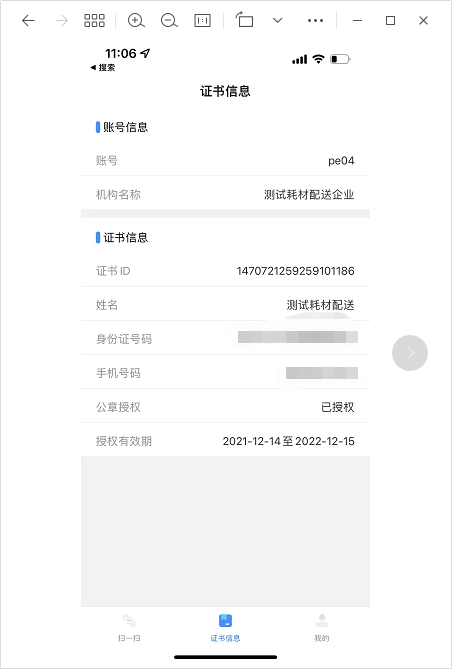 11:06
搜索
证书信息
账号信息
账号 pe04
机构名称 测试耗材配送企业
证书信息
证书 ID 1470721259259101186
姓名 测试耗材配送
身份证号码
手机号码
公章授权 已授权
授权有效期 2021-12-14 至 2022-12-15
扫一扫 证书信息 我的